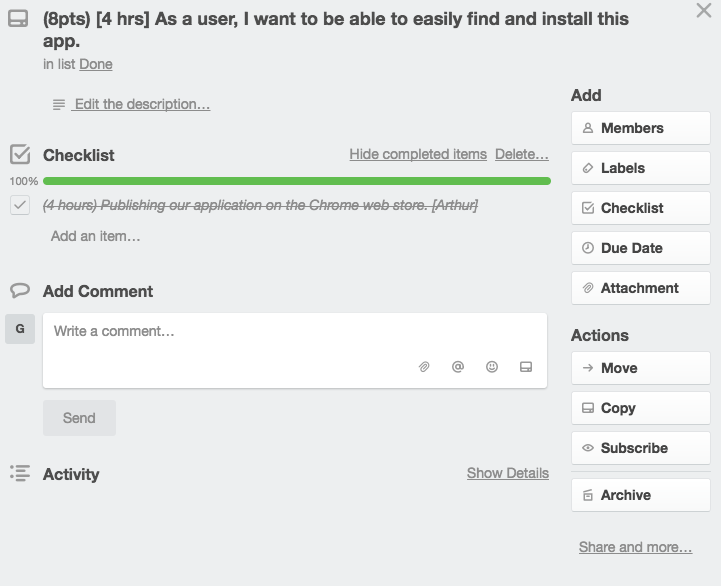 (8pts) [4 hrs] As a user, I want to be able to easily find and install this
app.
in list Done
Edit the description…
Checklist
Hide completed items Delete…
100%
(4 hours) Publishing our application on the Chrome web store. [Arthur]
Add an item…
Add Comment
G
Write a comment…
Send
Activity
Show Details
Add
Members
Labels
Checklist
Due Date
Attachment
Actions
Move
Copy
Subscribe
Archive
Share and more…